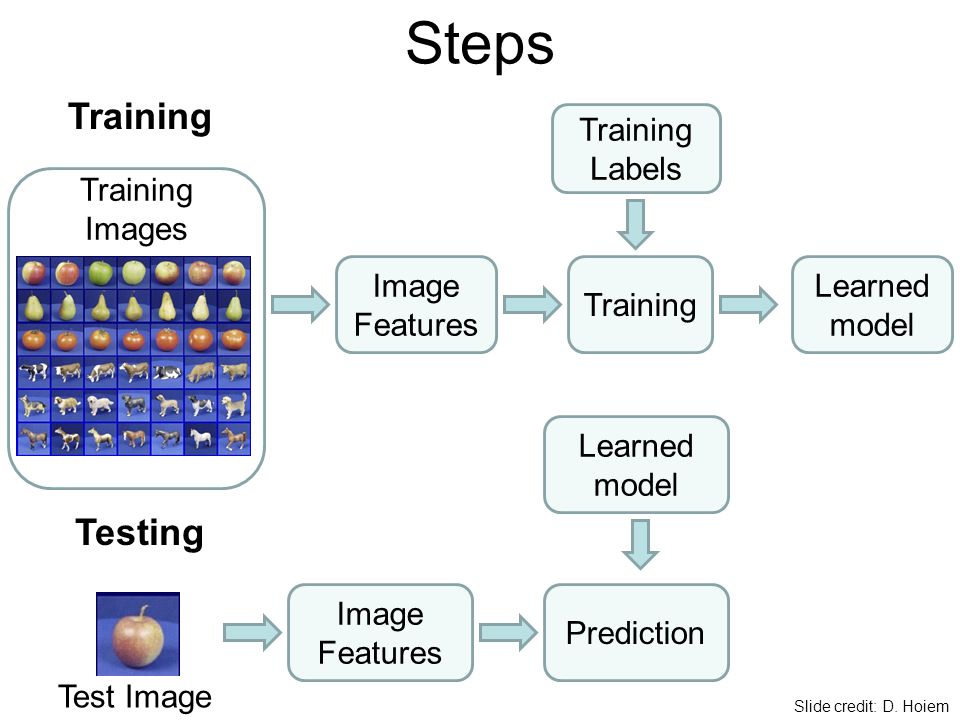 Steps
Training
Training
Images
Training
Labels
Image
Features
Training
Learned
model
Learned
model
Testing
Image
Features
Prediction
Test Image
Slide credit: D. Hoiem